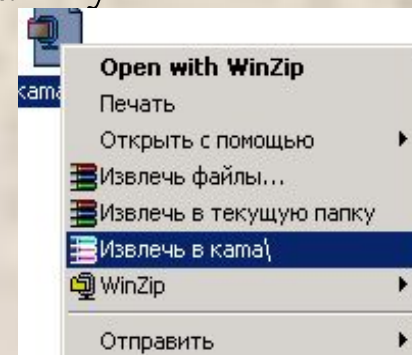 kama
Open with WinZip
Печать
Открыть с помощью
Извлечь файлы...
Извлечь в текущую папку
Извлечь в kama\
WinZip
Отправить